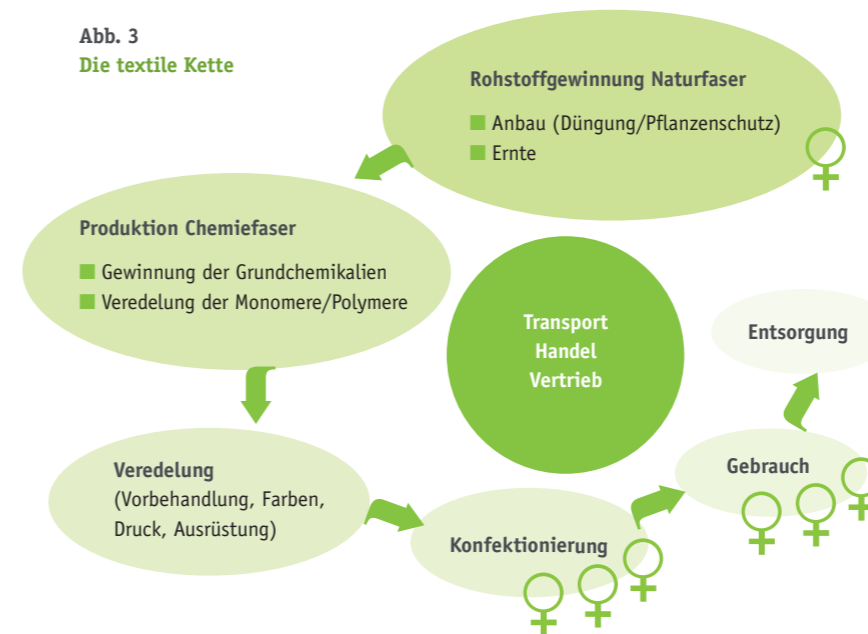 Abb. 3
Die textile Kette
Rohstoffgewinnung Naturfaser
Anbau (Düngung/Pflanzenschutz)
Ernte
Produktion Chemiefaser
Gewinnung der Grundchemikalien
Veredelung der Monomere/Polymere
Transport
Handel
Vertrieb
Entsorgung
Veredelung
(Vorbehandlung, Farben,
Druck, Ausrüstung)
Konfektionierung
Gebrauch